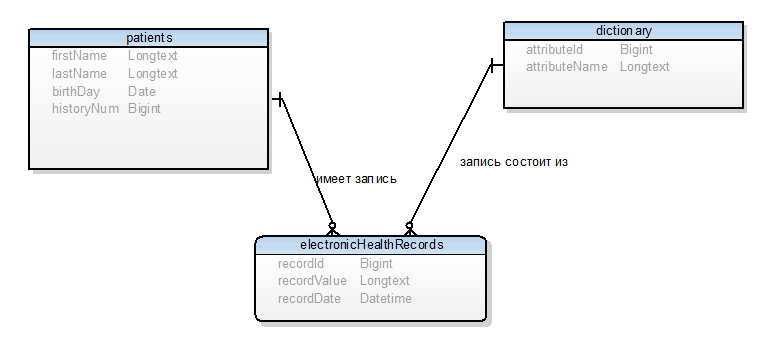 patients
firstName Longtext
lastName Longtext
birthDay Date
historyNum Bigint
dictionary
attributeId Bigint
attributeName Longtext
имеет запись
запись состоит из
electronicHealthRecords
recordId Bigint
recordValue Longtext
recordDate Datetime